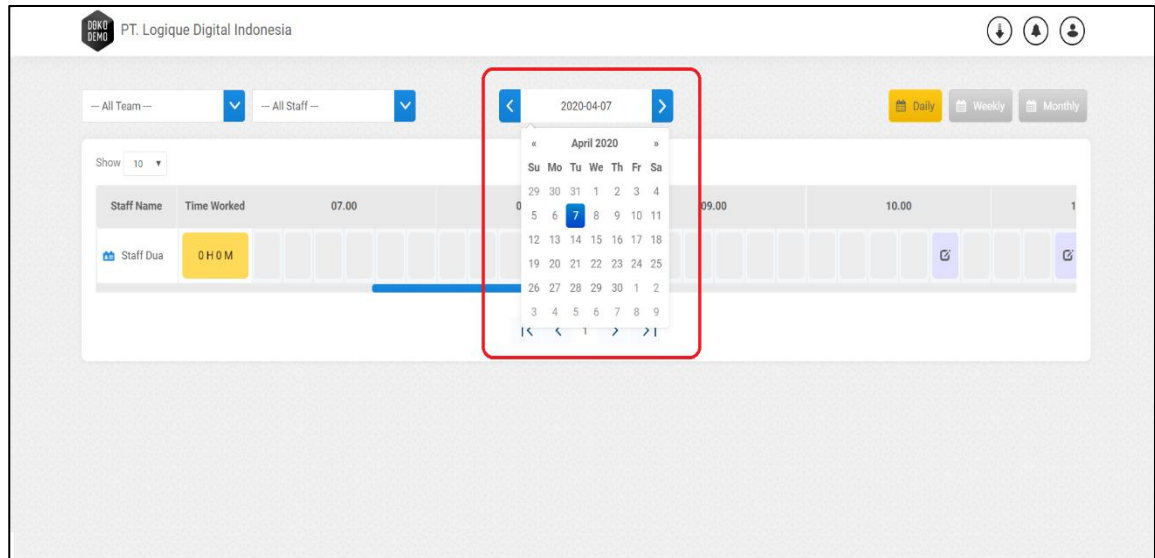 DOKO
DEMO
PT. Logique Digital Indonesia
-- All Team --
-- All Staff --
2020-04-07
Daily
Weekly
Monthly
Show 10
April 2020
Su Mo Tu We Th Fr Sa
29 30 31 1 2 3 4
5 6 7 8 9 10 11
12 13 14 15 16 17 18
19 20 21 22 23 24 25
26 27 28 29 30 1 2
3 4 5 6 7 8 9
Staff Name Time Worked 07.00 09.00 10.00
Staff Dua 0 H 0 M
1